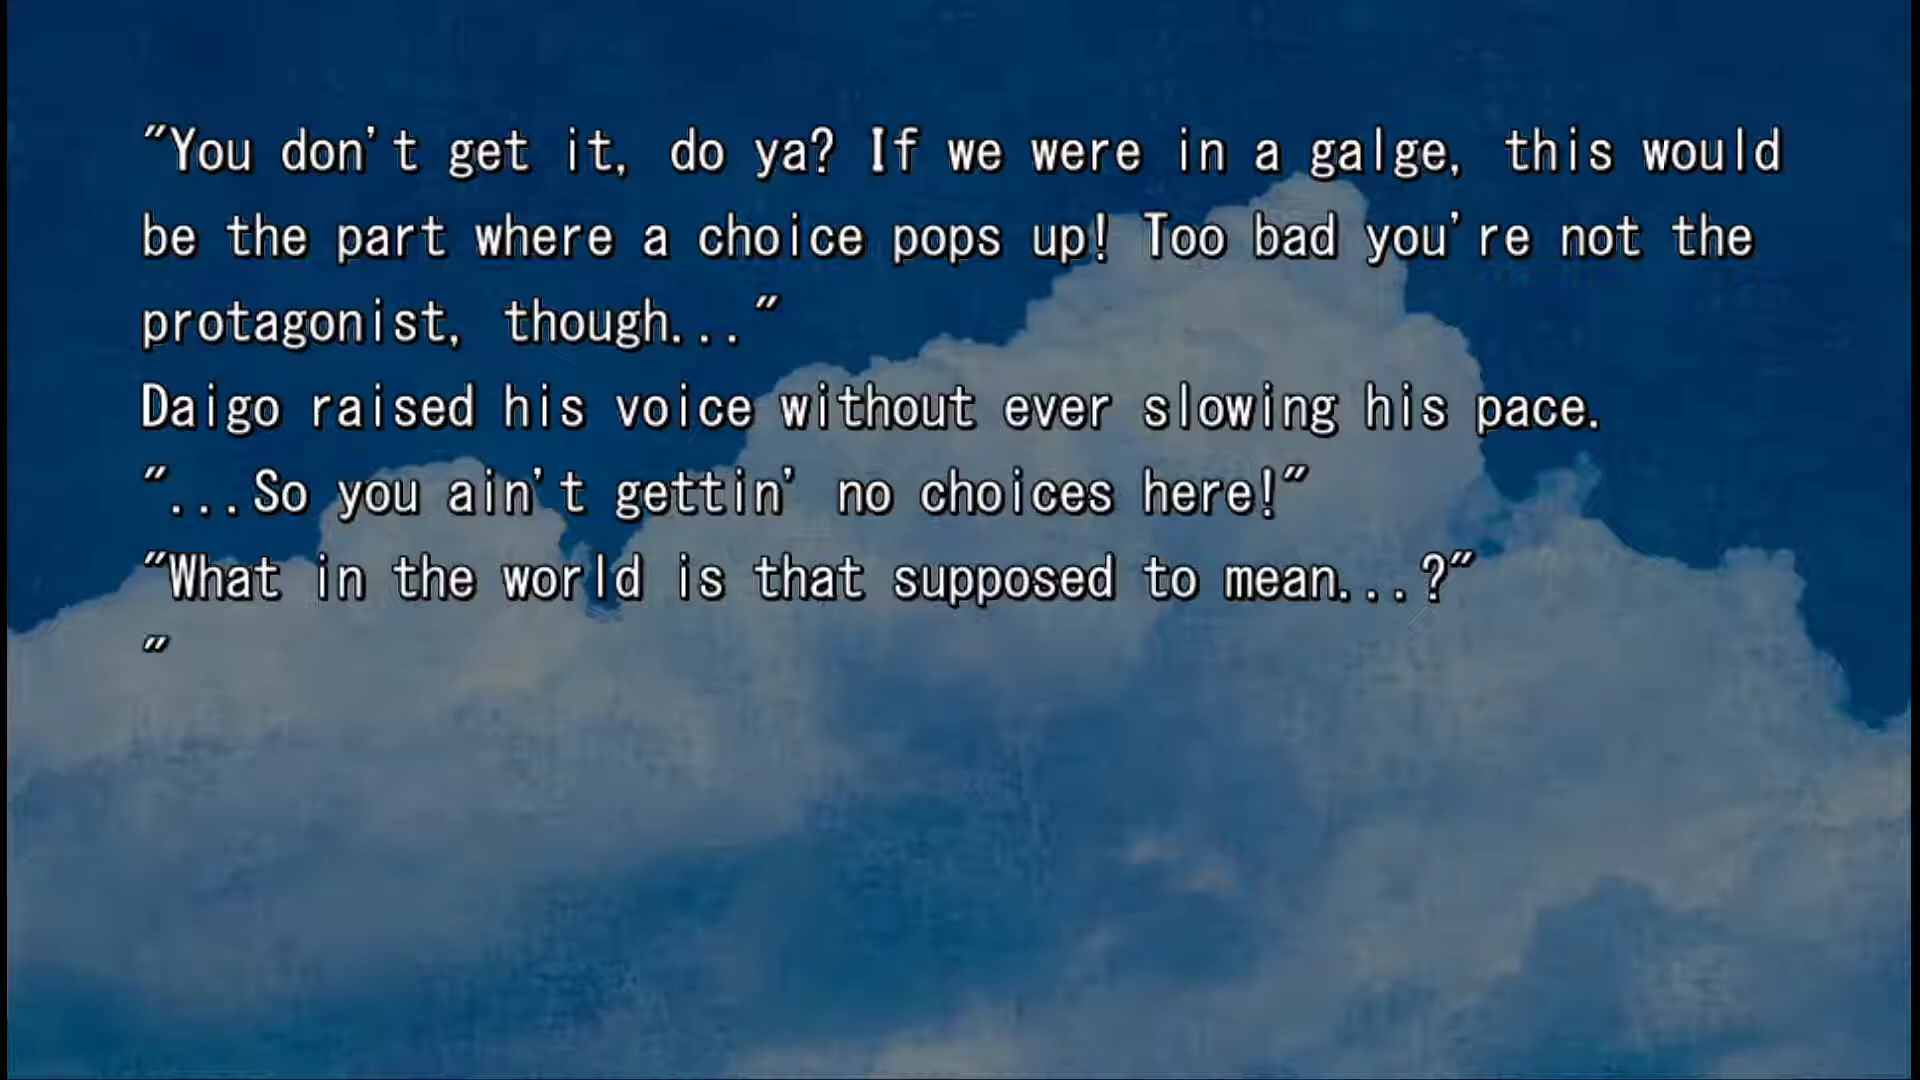 "You don't get it, do ya? If we were in a galge, this would
be the part where a choice pops up! Too bad you're not the
protagonist, though..."
Daigo raised his voice without ever slowing his pace.
"...So you ain't gettin' no choices here!"
"What in the world is that supposed to mean...?"
"